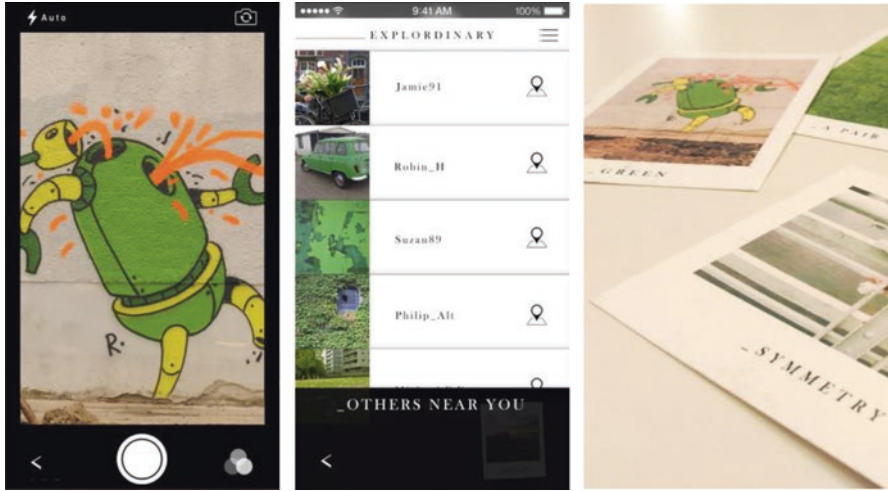 Auto
R.
9:41 AM 100%
EXPLORDINARY
Jamie91
Robin_H
Suzan89
Philip_Alt
_OTHERS NEAR YOU
_GREEN
_A PAIR
_SYMMETRY